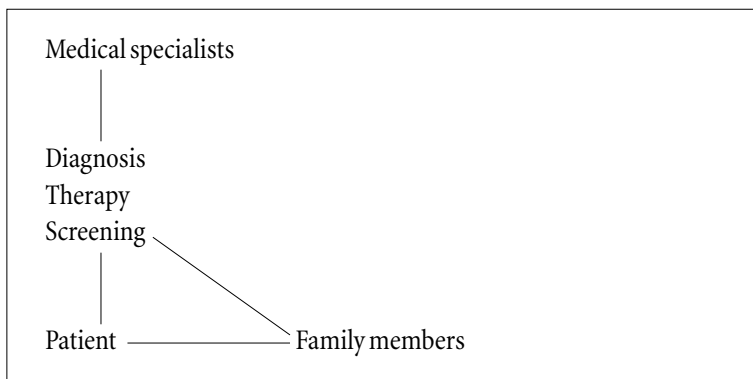 Medical specialists
Diagnosis
Therapy
Screening
Patient Family members